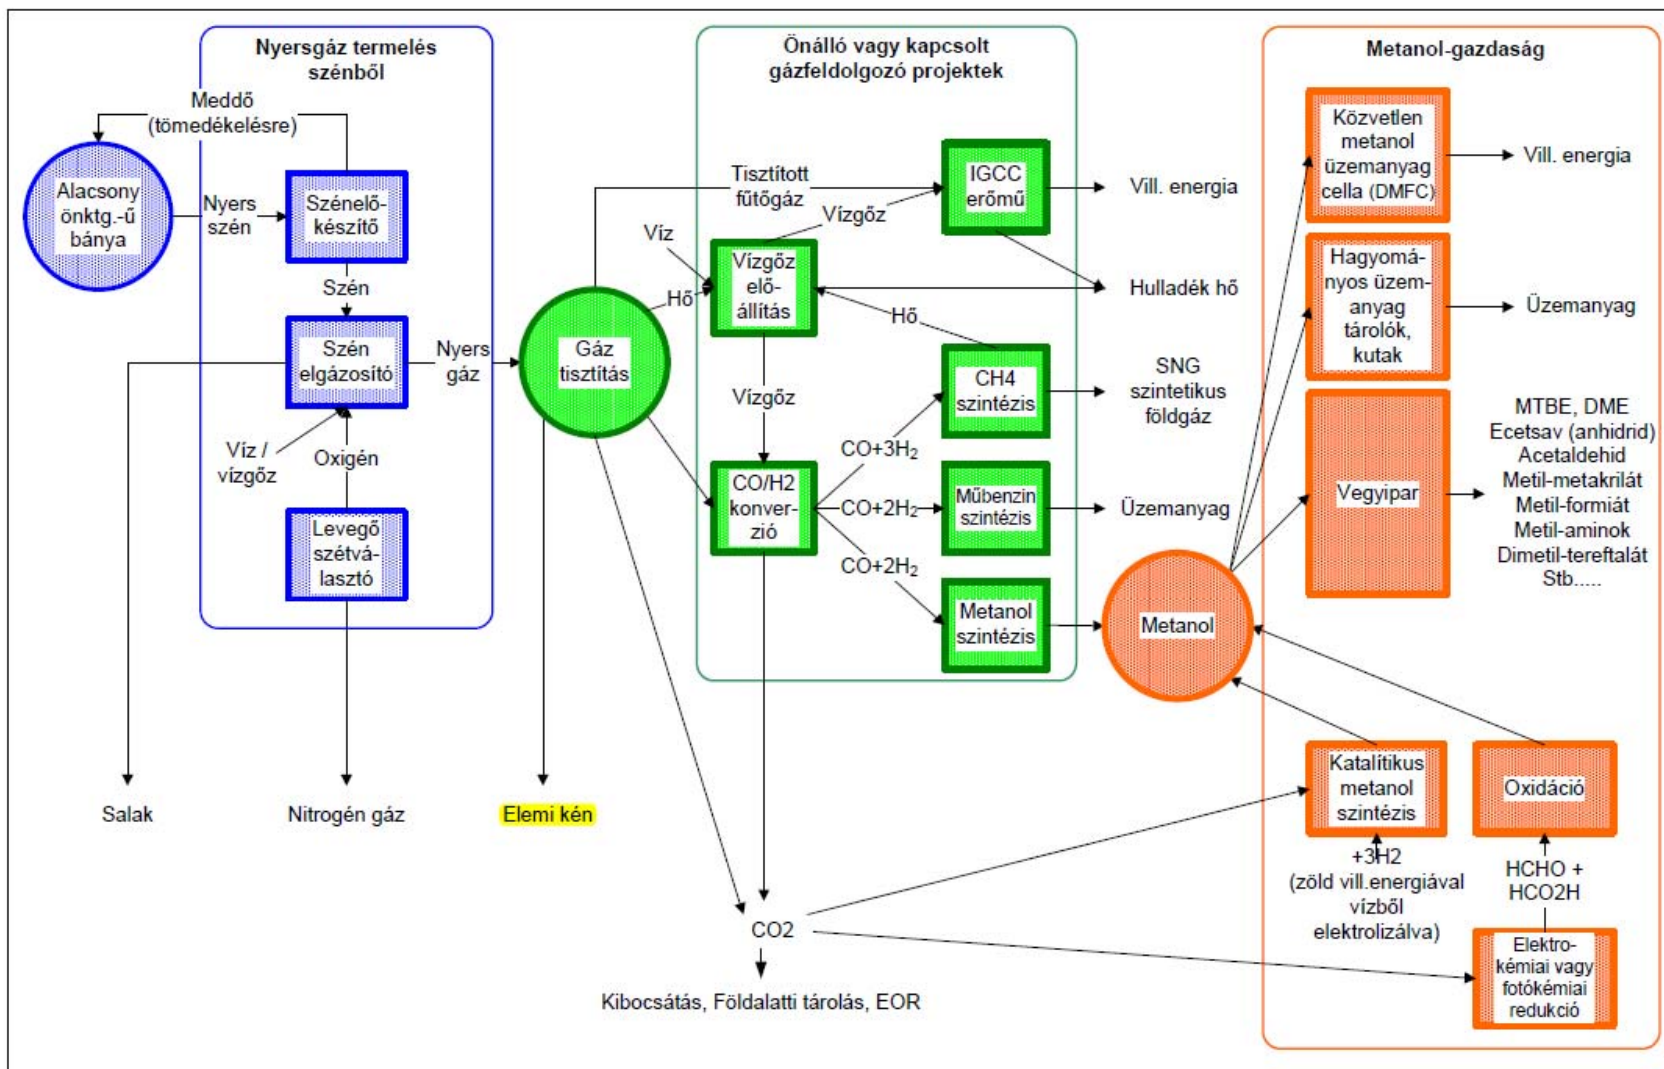 Nyersgáz termelés
szénből
Meddő
(tömedékelésre)
Alacsony
önktg.-ű
bánya
Nyers
szén
Szénelő-
készítő
Szén
Szén
elgázosító
Nyers
gáz
Víz /
vízgőz
Oxigén
Levegő
szétvá-
lasztó
Salak
Nitrogén gáz
Elemi kén
Gáz
tisztítás
Önálló vagy kapcsolt
gázfeldolgozó projektek
Tisztított
fűtőgáz
IGCC
erőmű
Vill. energia
Vízgőz
Víz
Hő
Vízgőz
elő-
állítás
Hulladék hő
Hő
Vízgőz
CH4
szintézis
SNG
szintetikus
földgáz
CO+3H2
CO/H2
konver-
zió
CO+2H2
Műbenzin
szintézis
Üzemanyag
CO+2H2
Metanol
szintézis
Metanol
CO2
Kibocsátás, Földalatti tárolás, EOR
Metanol-gazdaság
Közvetlen
metanol
üzemanyag
cella (DMFC)
Vill. energia
Hagyomá-
nyos üzem-
anyag
tárolók,
kutak
Üzemanyag
Vegyipar
MTBE, DME
Ecetsav (anhidrid)
Acetaldehid
Metil-metakrilát
Metil-formiát
Metil-aminok
Dimetil-tereftalát
Stb.....
Katalítikus
metanol
szintézis
Oxidáció
+3H2
(zöld vill.energiával
vízből
elektrolizálva)
HCHO +
HCO2H
Elektro-
kémiai vagy
fotókémiai
redukció